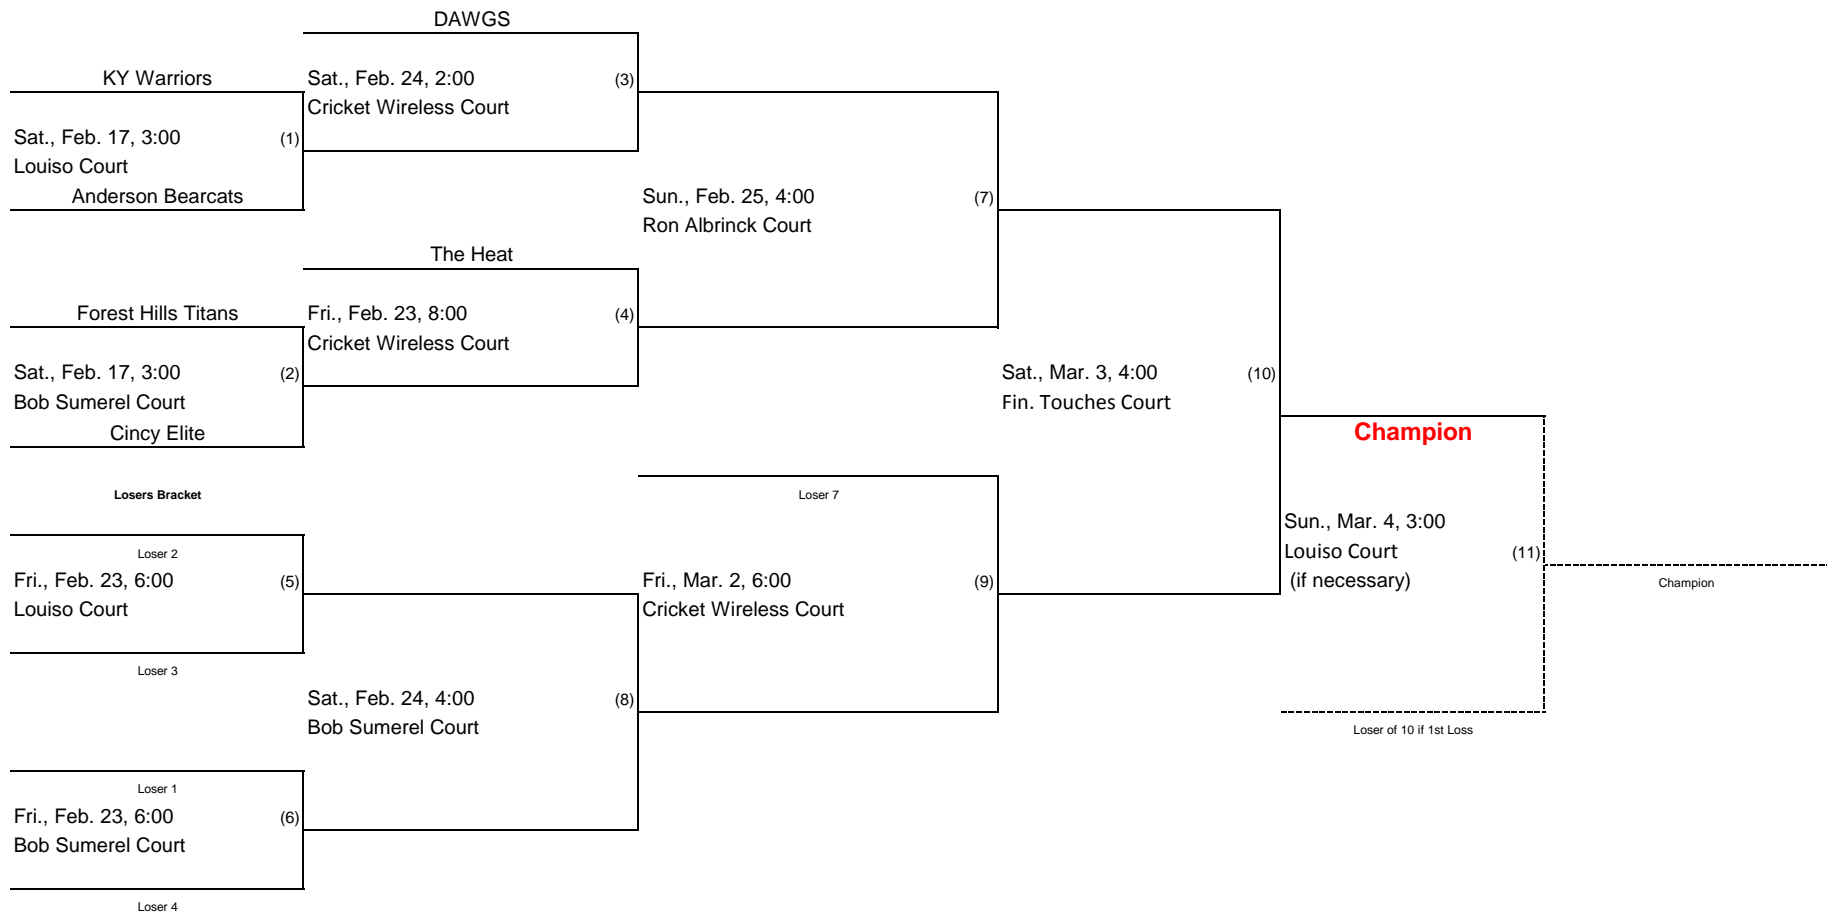 DAWGS
KY Warriors
Sat., Feb. 24, 2:00 (3)
Cricket Wireless Court
Sat., Feb. 17, 3:00 (1)
Louiso Court
Anderson Bearcats
Sun., Feb. 25, 4:00 (7)
Ron Albrinck Court
The Heat
Forest Hills Titans
Fri., Feb. 23, 8:00 (4)
Cricket Wireless Court
Sat., Feb. 17, 3:00 (2)
Bob Sumerel Court
Cincy Elite
Sat., Mar. 3, 4:00 (10)
Fin. Touches Court
Champion
Losers Bracket
Loser 7
Loser 2
Fri., Feb. 23, 6:00 (5)
Louiso Court
Loser 3
Sun., Mar. 4, 3:00
Louiso Court (11)
(if necessary)
Champion
Fri., Mar. 2, 6:00 (9)
Cricket Wireless Court
Sat., Feb. 24, 4:00 (8)
Bob Sumerel Court
Loser of 10 if 1st Loss
Loser 1
Fri., Feb. 23, 6:00 (6)
Bob Sumerel Court
Loser 4